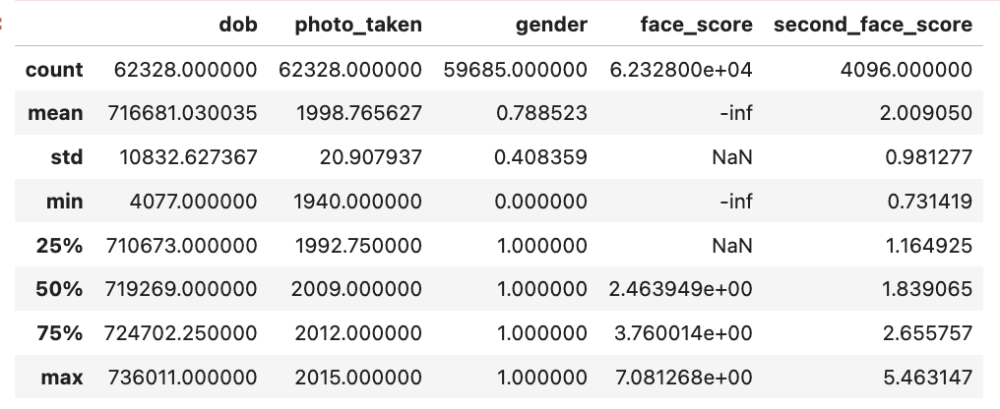 dob photo_taken gender face_score second_face_score
count 62328.000000 62328.000000 59685.000000 6.232800e+04 4096.000000
mean 716681.030035 1998.765627 0.788523 -inf 2.009050
std 10832.627367 20.907937 0.408359 NaN 0.981277
min 4077.000000 1940.000000 0.000000 -inf 0.731419
25% 710673.000000 1992.750000 1.000000 NaN 1.164925
50% 719269.000000 2009.000000 1.000000 2.463949e+00 1.839065
75% 724702.250000 2012.000000 1.000000 3.760014e+00 2.655757
max 736011.000000 2015.000000 1.000000 7.081268e+00 5.463147